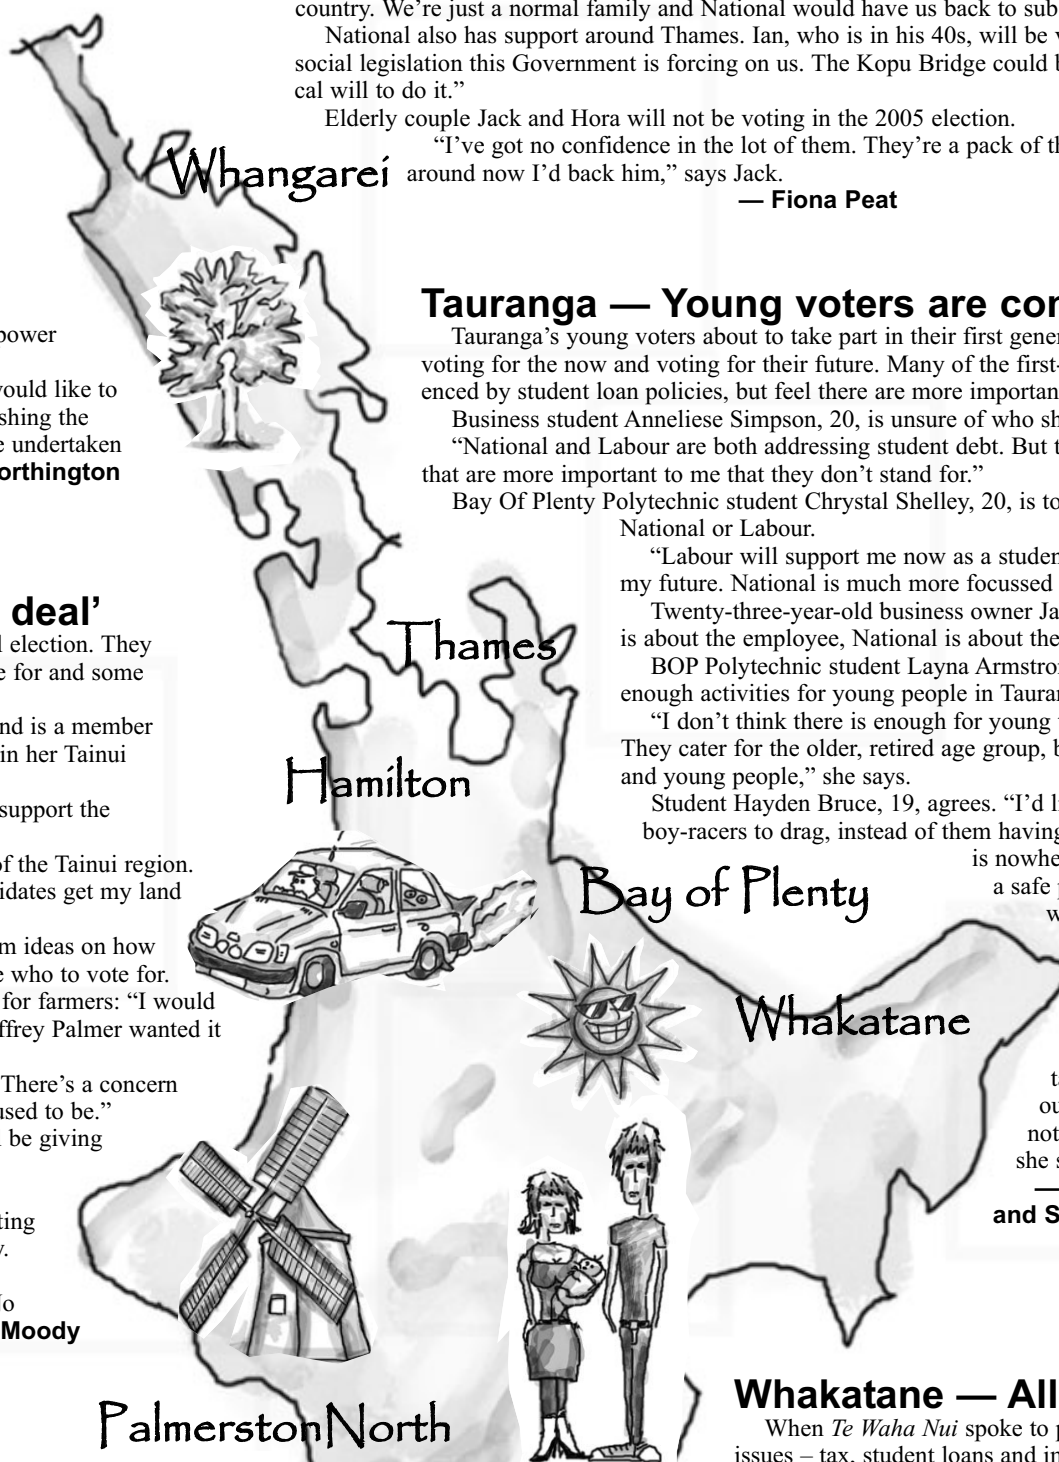 country. We’re just a normal family and National would have us back to sub
National also has support around Thames. Ian, who is in his 40s, will be
social legislation this Government is forcing on us. The Kopu Bridge could
cal will to do it.”
Elderly couple Jack and Hora will not be voting in the 2005 election.
“I’ve got no confidence in the lot of them. They’re a pack of
around now I’d back him,” says Jack.
— Fiona Peat
Whangarei
power
would like to
shing the
e undertaken
orthington
deal’
l election. They
e for and some
nd is a member
in her Tainui
support the
of the Tainui region.
idates get my land
m ideas on how
e who to vote for.
for farmers: “I would
ffrey Palmer wanted it
There’s a concern
used to be.”
be giving
ting
y.
Moody
Tauranga — Young voters are con
Tauranga’s young voters about to take part in their first gener
voting for the now and voting for their future. Many of the first-
enced by student loan policies, but feel there are more importan
Business student Anneliese Simpson, 20, is unsure of who sh
“National and Labour are both addressing student debt. But
that are more important to me that they don’t stand for.”
Bay Of Plenty Polytechnic student Chrystal Shelley, 20, is to
National or Labour.
“Labour will support me now as a studen
my future. National is much more focussed
Twenty-three-year-old business owner Ja
is about the employee, National is about the
BOP Polytechnic student Layna Armstron
enough activities for young people in Tauran
“I don’t think there is enough for young
They cater for the older, retired age group,
and young people,” she says.
Student Hayden Bruce, 19, agrees. “I’d li
boy-racers to drag, instead of them having
is nowhe
a safe
Thames
Hamilton
Bay of Plenty
Whakatane
ou
not
she s
—
and S
Palmerston North
Whakatane — All
When Te Waha Nui spoke to
issues – tax, student loans and in